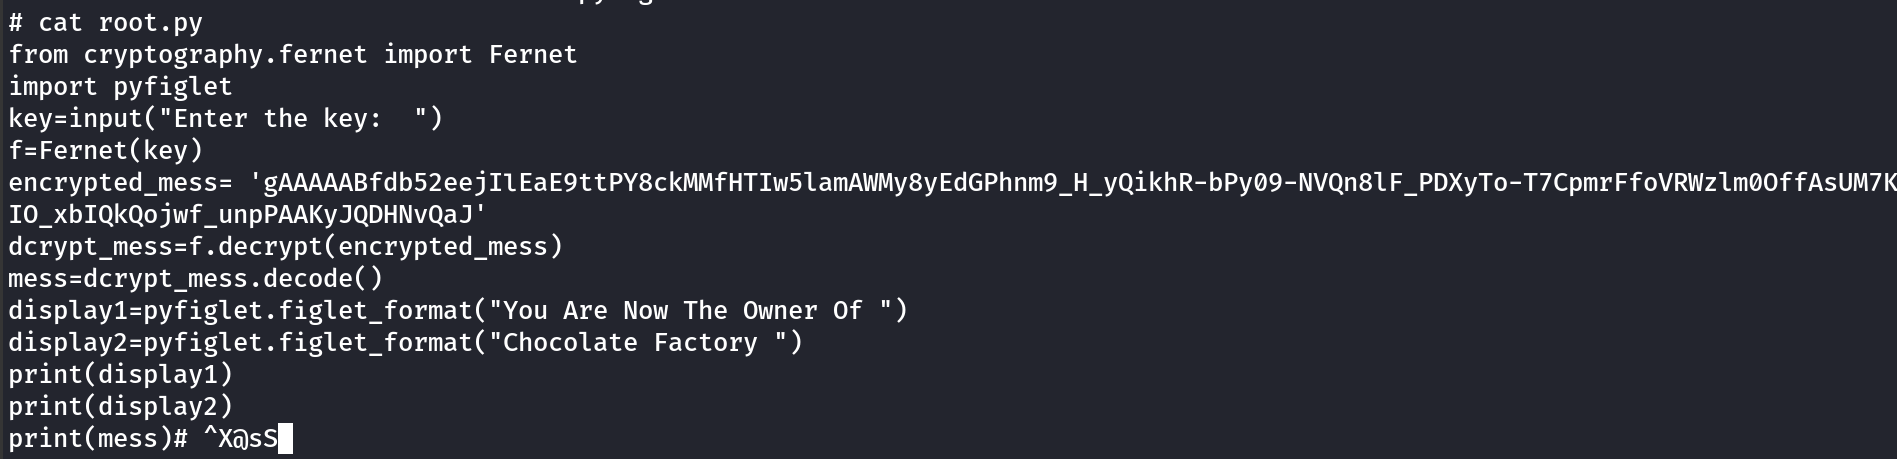 # cat root.py
from cryptography.fernet import Fernet
import pyfiglet
key=input("Enter the key:  ")
f=Fernet(key)
encrypted_mess= 'gAAAAABfdb52eejIlEaE9ttPY8ckMMfHTIw5lamAWMy8yEdGPhnm9_H_yQikhR-bPy09-NVQn8lF_PDXyTo-T7CpmrFfoVRWzlm0OffAsUM7K
IO_xbIQkQojwf_unpPAAKyJQDHNvQaJ'
dcrypt_mess=f.decrypt(encrypted_mess)
mess=dcrypt_mess.decode()
display1=pyfiglet.figlet_format("You Are Now The Owner Of ")
display2=pyfiglet.figlet_format("Chocolate Factory ")
print(display1)
print(display2)
print(mess)# ^X@sS